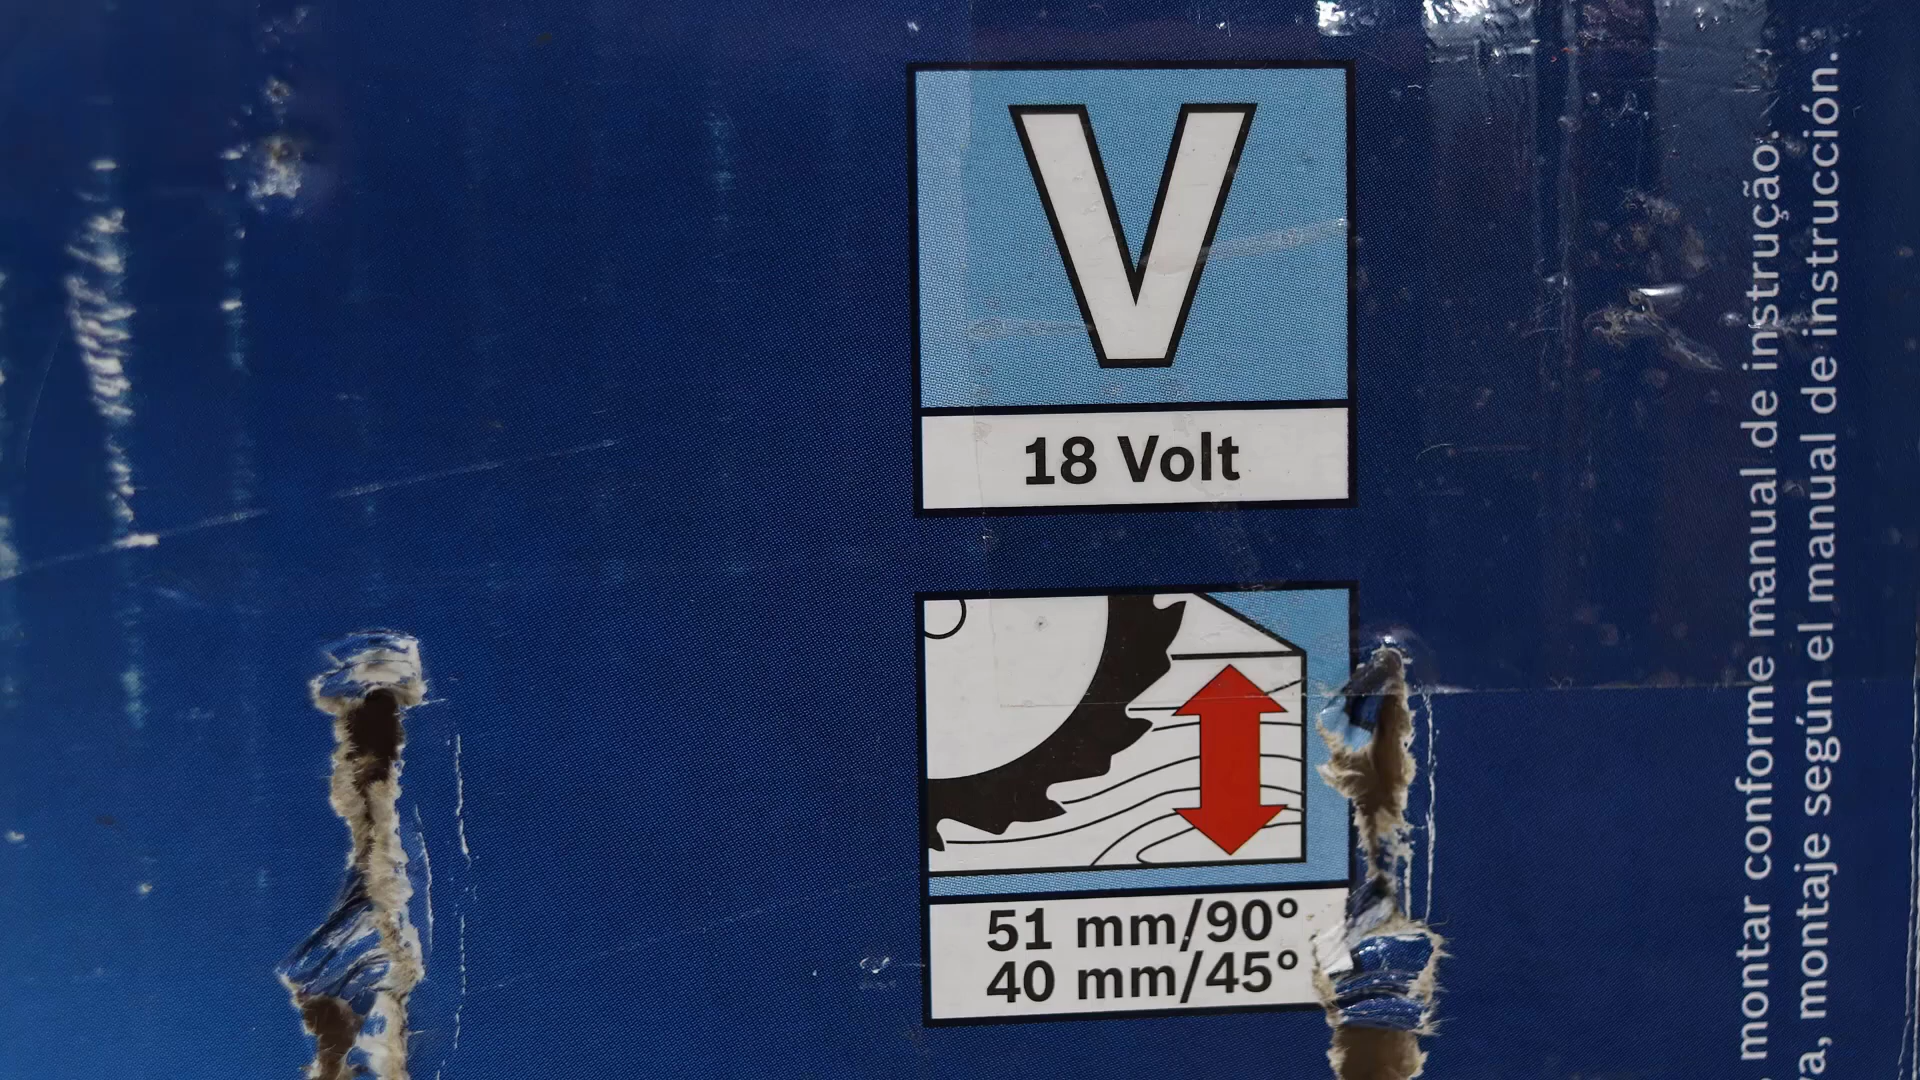 V
18 Volt
51 mm/90°
40 mm/45°
montar conforme manual de instrução.
montaje según el manual de instrucción.